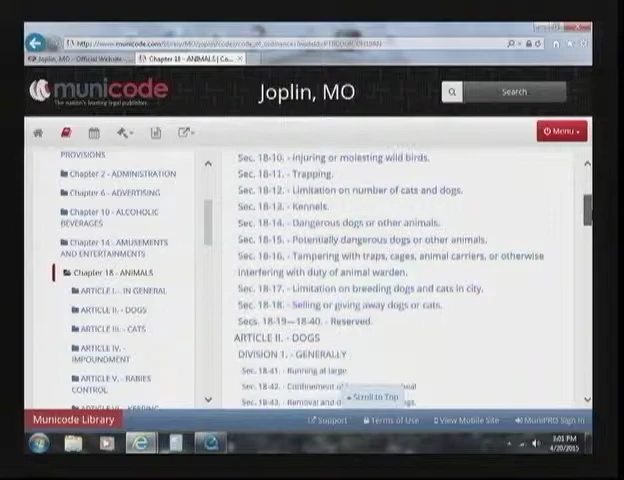 Joplin, MO - Official Website - ...
Chapter 18 - ANIMALS | Co...
municode
The nation's leading legal publisher.
Joplin, MO
Search
Menu
PROVISIONS
Chapter 2 - ADMINISTRATION
Chapter 6 - ADVERTISING
Chapter 10 - ALCOHOLIC
BEVERAGES
Chapter 14 - AMUSEMENTS
AND ENTERTAINMENTS
Chapter 18 - ANIMALS
ARTICLE I. - IN GENERAL
ARTICLE II. - DOGS
ARTICLE III. - CATS
ARTICLE IV. -
IMPOUNDMENT
ARTICLE V. - RABIES
CONTROL
Sec. 18-10. - Injuring or molesting wild birds.
Sec. 18-11. - Trapping.
Sec. 18-12. - Limitation on number of cats and dogs.
Sec. 18-13. - Kennels.
Sec. 18-14. - Dangerous dogs or other animals.
Sec. 18-15. - Potentially dangerous dogs or other animals.
Sec. 18-16. - Tampering with traps, cages, animal carriers, or otherwise
interfering with duty of animal warden.
Sec. 18-17. - Limitation on breeding dogs and cats in city.
Sec. 18-18. - Selling or giving away dogs or cats.
Secs. 18-19—18-40. - Reserved.
ARTICLE II. - DOGS
DIVISION 1. - GENERALLY
Sec. 18-41. - Running at large.
Sec. 18-42. - Confinement of
Sec. 18-43. - Removal and
Scroll to Top
Municode Library
Support
Terms of Use
View Mobile Site
MuniPRO Sign In
3:01 PM
4/20/2015